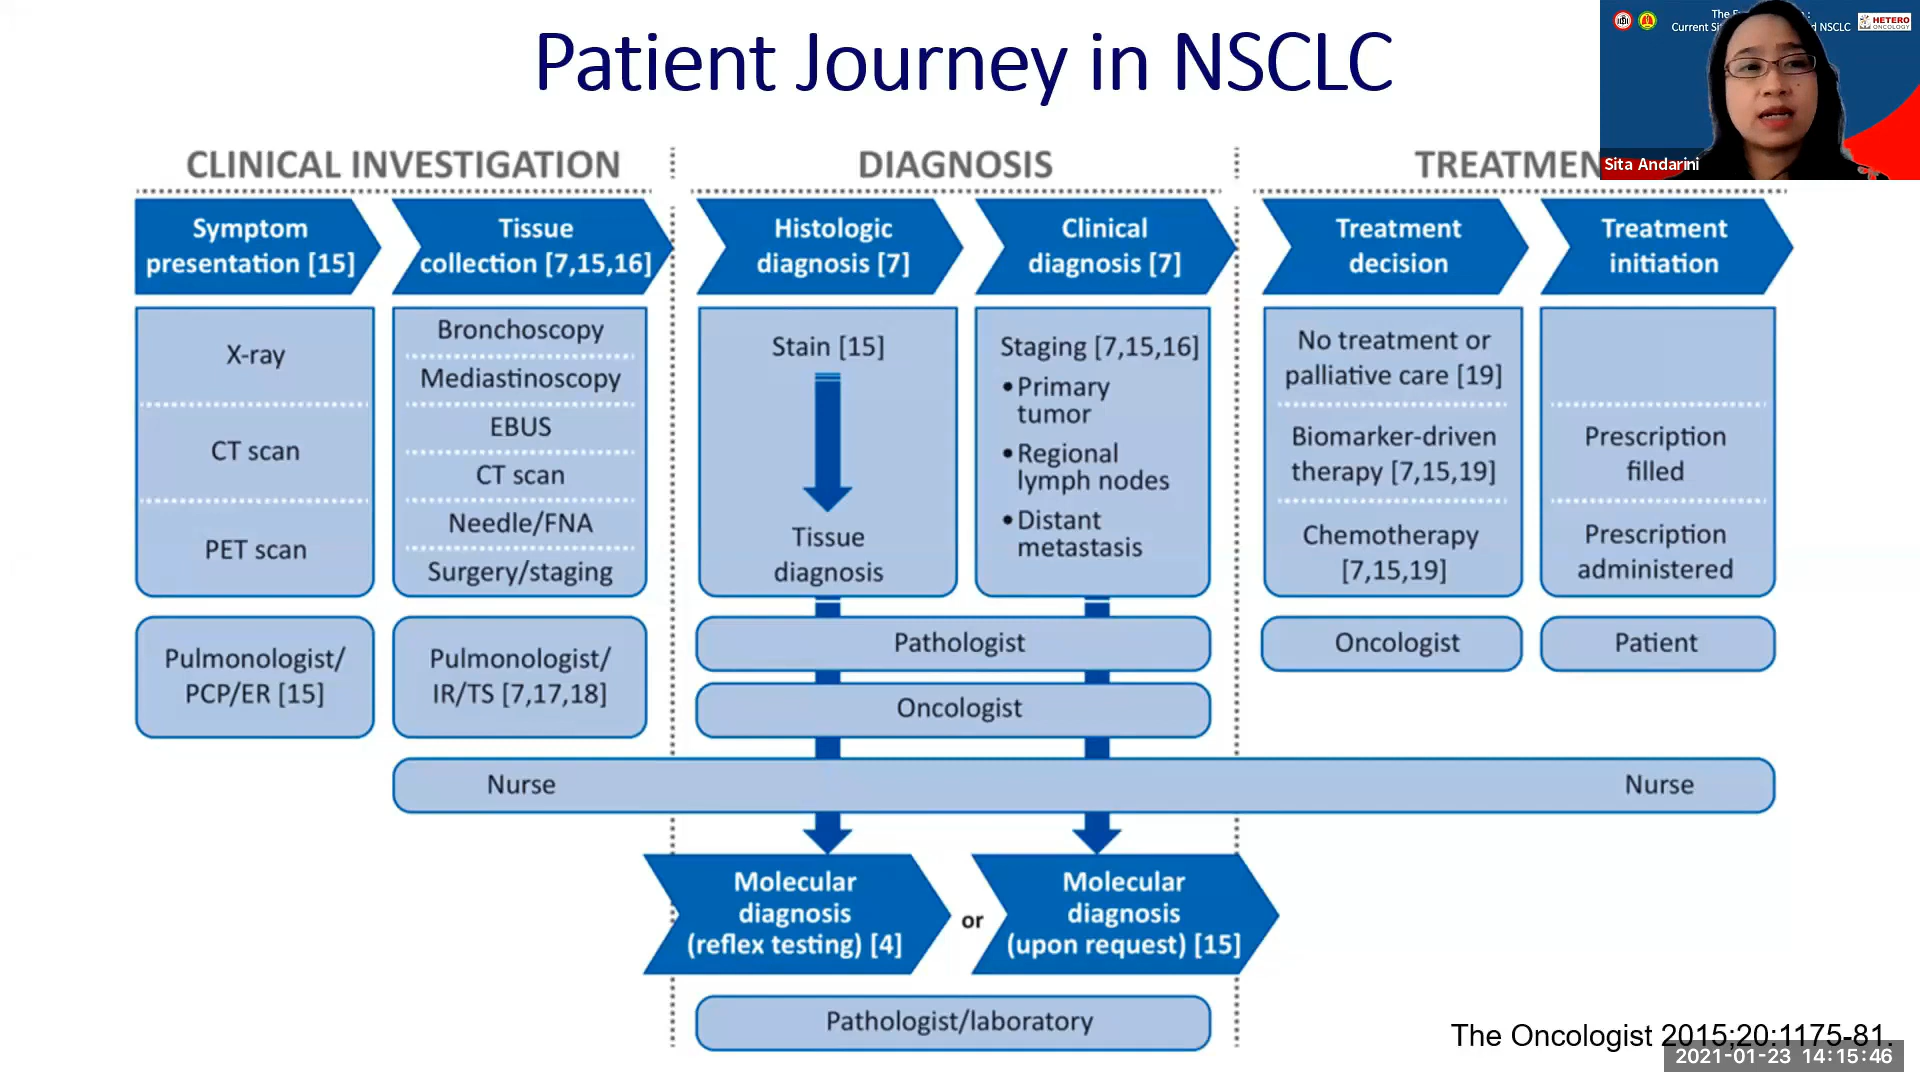 Patient Journey in NSCLC
The
Current Si
NSCLC
HETERO
ONCOLOGY
Sita Andarini
CLINICAL INVESTIGATION
DIAGNOSIS
TREATMEN
Symptom
presentation [15]
Tissue
collection [7,15,16]
Histologic
diagnosis [7]
Clinical
diagnosis [7]
Treatment
decision
Treatment
initiation
X-ray
CT scan
PET scan
Bronchoscopy
Mediastinoscopy
EBUS
CT scan
Needle/FNA
Surgery/staging
Stain [15]
Tissue
diagnosis
Staging [7,15,16]
•Primary
tumor
•Regional
lymph nodes
•Distant
metastasis
No treatment or
palliative care [19]
Biomarker-driven
therapy [7,15,19]
Chemotherapy
[7,15,19]
Prescription
filled
Prescription
administered
Pulmonologist/
PCP/ER [15]
Pulmonologist/
IR/TS [7,17,18]
Pathologist
Oncologist
Oncologist
Patient
Nurse
Nurse
Molecular
diagnosis
(reflex testing) [4]
or
Molecular
diagnosis
(upon request) [15]
Pathologist/laboratory
The Oncologist 2015;20:1175-81.
2021-01-23 14:15:46